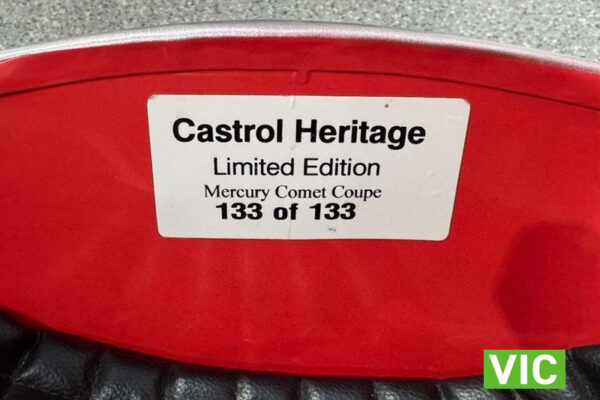 Castrol Heritage
Limited Edition
Mercury Comet Coupe
133 of 133
VIC